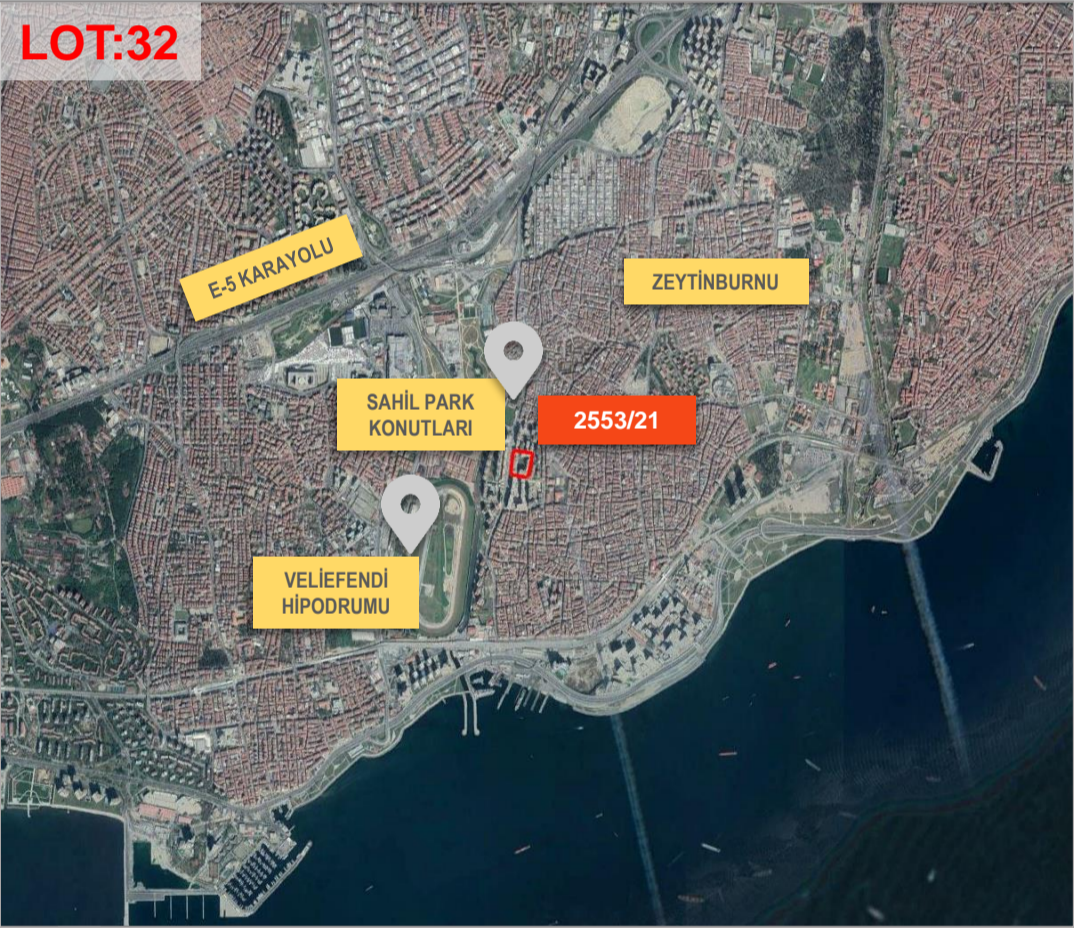 LOT:32
E-5 KARAYOLU
ZEYTİNBURNU
SAHİL PARK
KONUTLARI
2553/21
VELİEFENDİ
HİPODRUMU